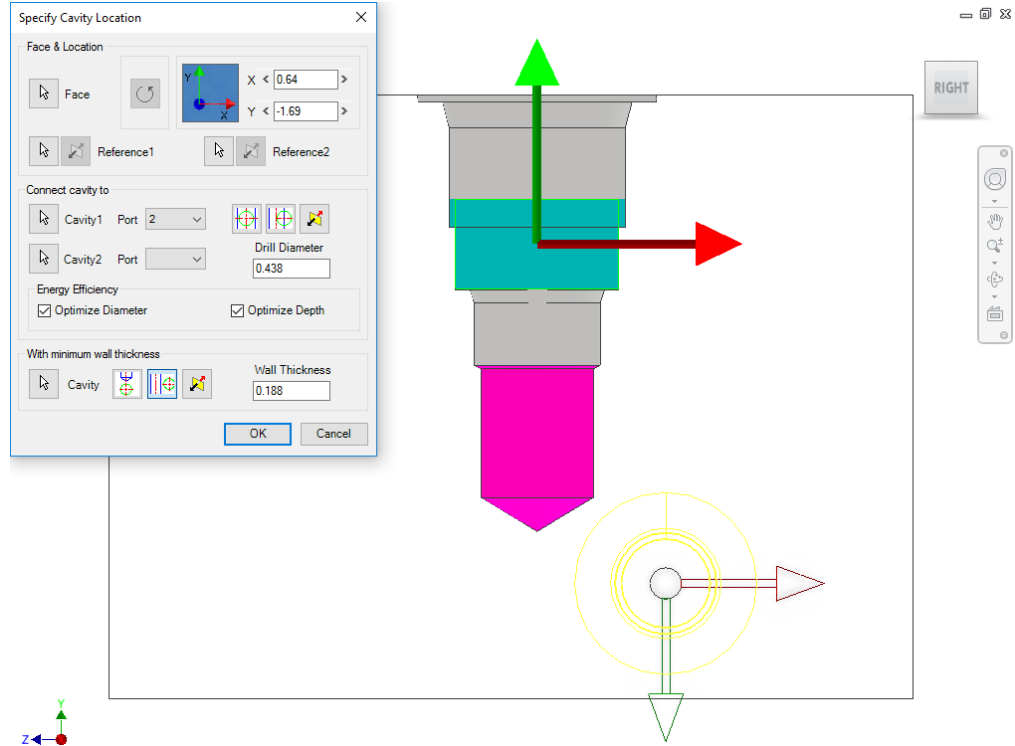 Specify Cavity Location
Face & Location
Face
Y
X
X < 0.64 >
Y < -1.69 >
Reference1
Reference2
Connect cavity to
Cavity1 Port 2
Cavity2 Port
Drill Diameter
0.438
Energy Efficiency
Optimize Diameter
Optimize Depth
With minimum wall thickness
Cavity
Wall Thickness
0.188
OK
Cancel
RIGHT
Y
Z